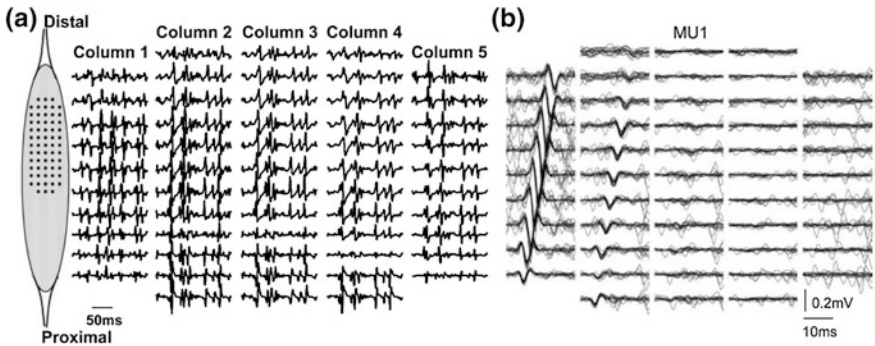 (a)
Distal
Column 1
Column 2
Column 3
Column 4
Column 5
50ms
Proximal
(b)
MU1
0.2mV
10ms